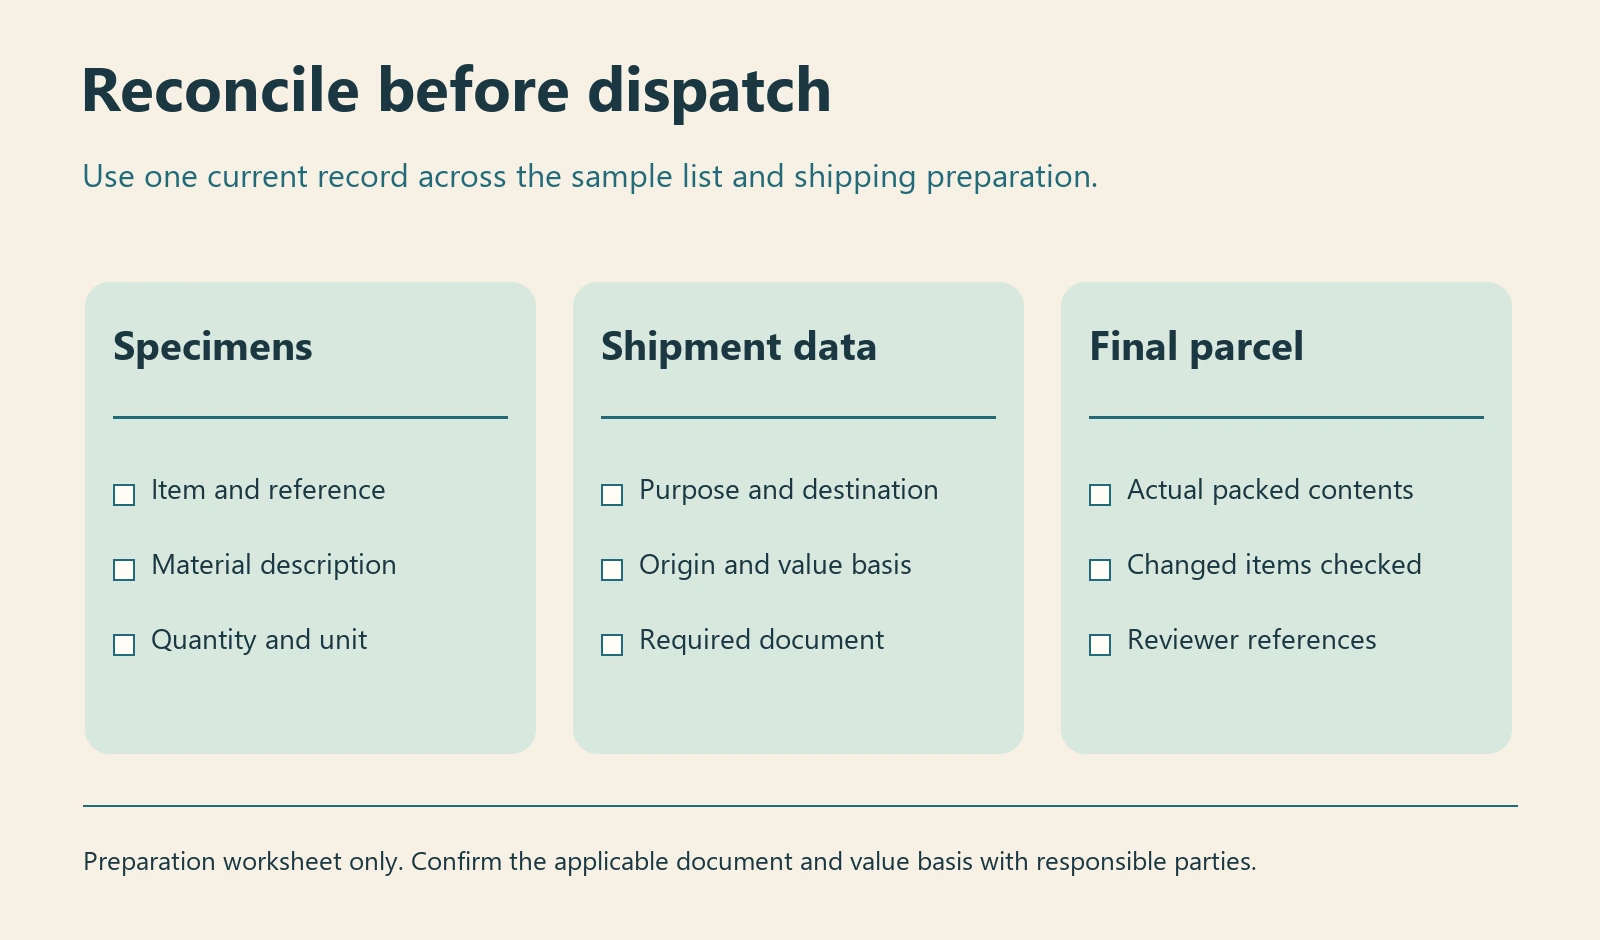 Reconcile before dispatch
Use one current record across the sample list and shipping preparation.
Specimens
Item and reference
Material description
Quantity and unit
Shipment data
Purpose and destination
Origin and value basis
Required document
Final parcel
Actual packed contents
Changed items checked
Reviewer references
Preparation worksheet only. Confirm the applicable document and value basis with responsible parties.